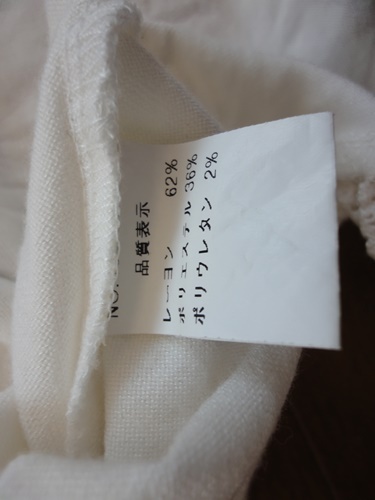 NO.
品質表示
レーヨン 62%
ポリエステル 36%
ポリウレタン 2%